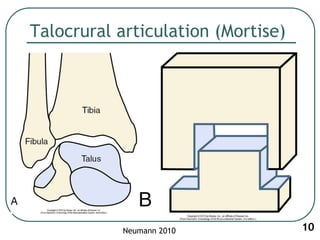 Talocrural articulation (Mortise)
Tibia
Fibula
Talus
A
B
Neumann 2010
10